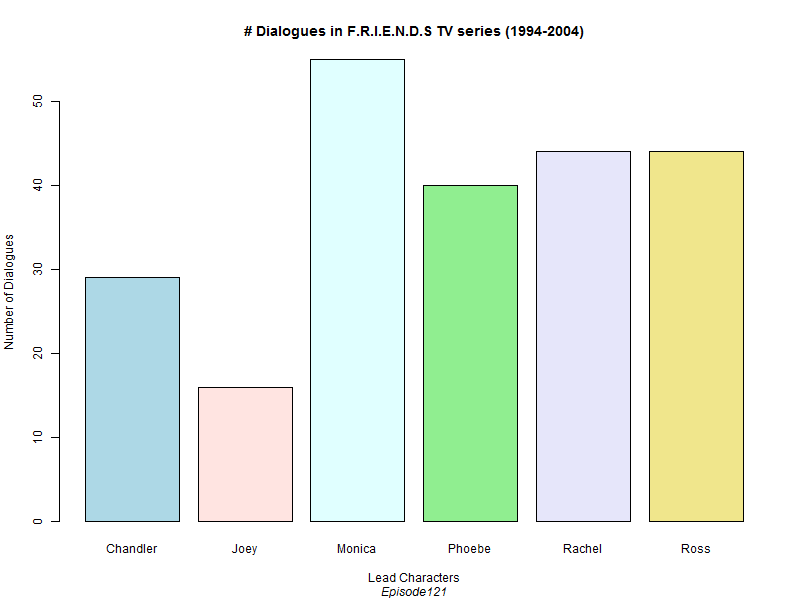 # Dialogues in F.R.I.E.N.D.S TV series (1994-2004)
Number of Dialogues
50
40
30
20
10
0
Chandler Joey Monica Phoebe Rachel Ross
Lead Characters
Episode121